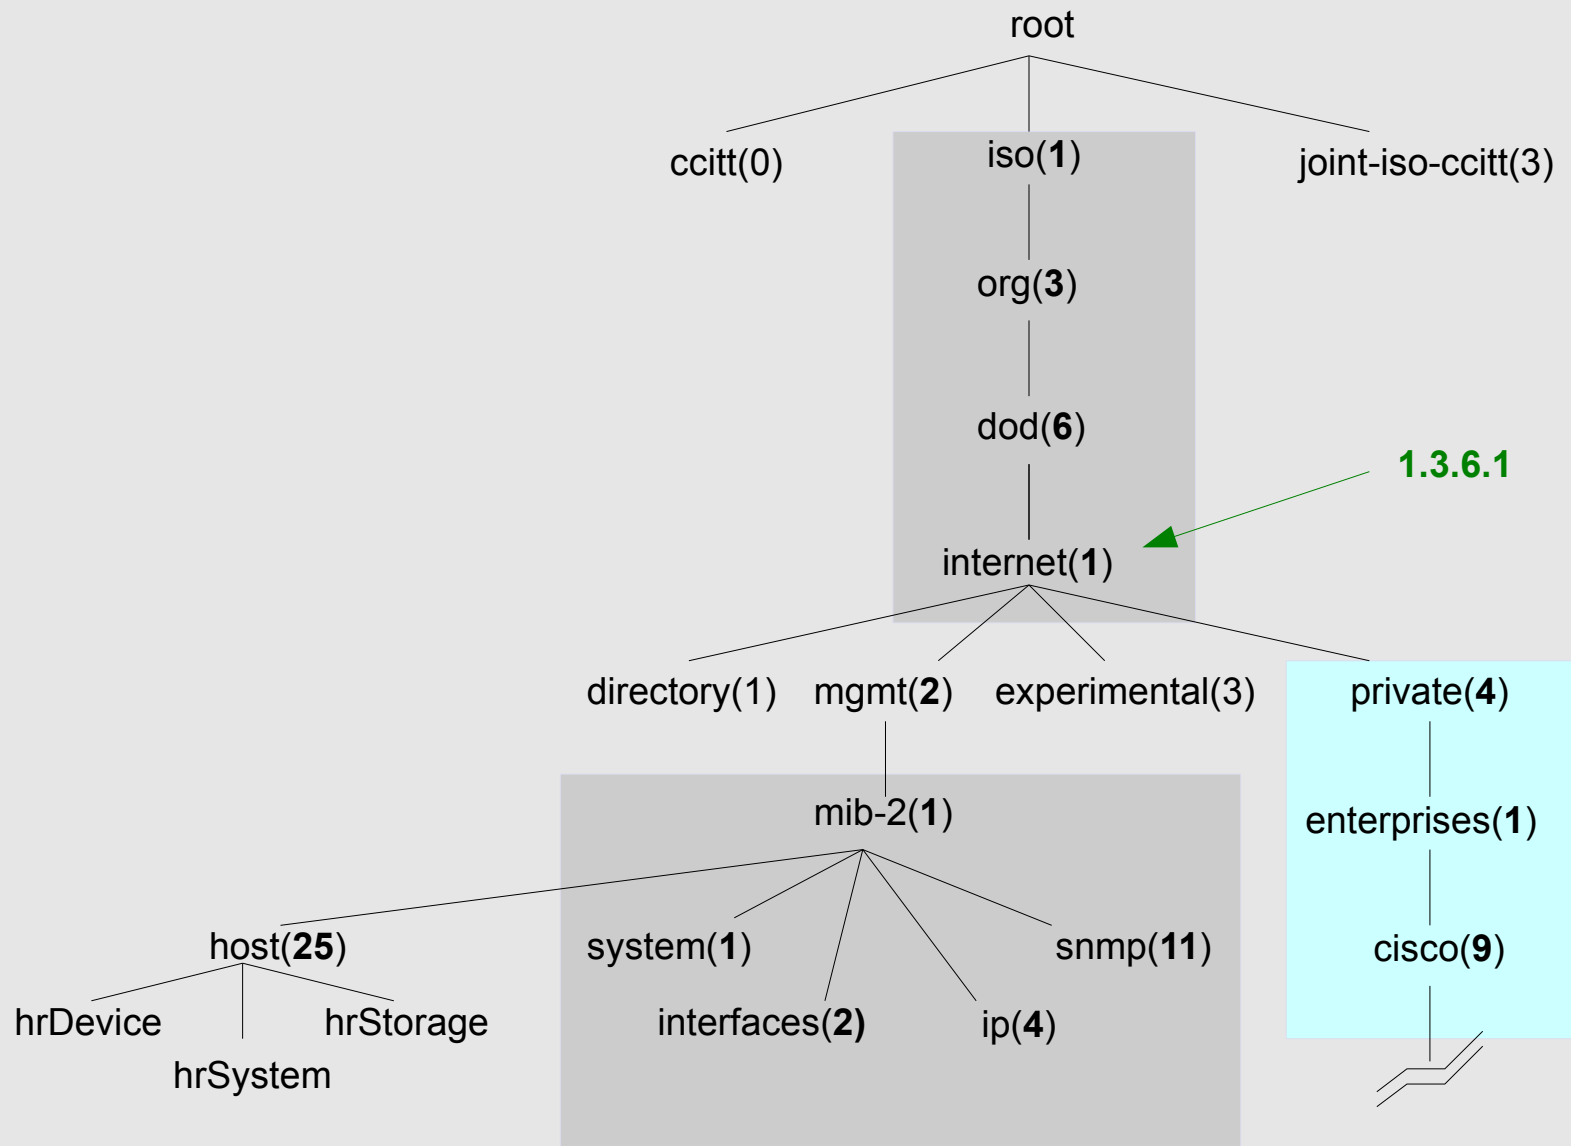 root
ccitt(0)
iso(1)
joint-iso-ccitt(3)
org(3)
dod(6)
1.3.6.1
internet(1)
directory(1)
mgmt(2)
experimental(3)
private(4)
mib-2(1)
enterprises(1)
host(25)
system(1)
snmp(11)
cisco(9)
hrDevice
hrStorage
interfaces(2)
ip(4)
hrSystem